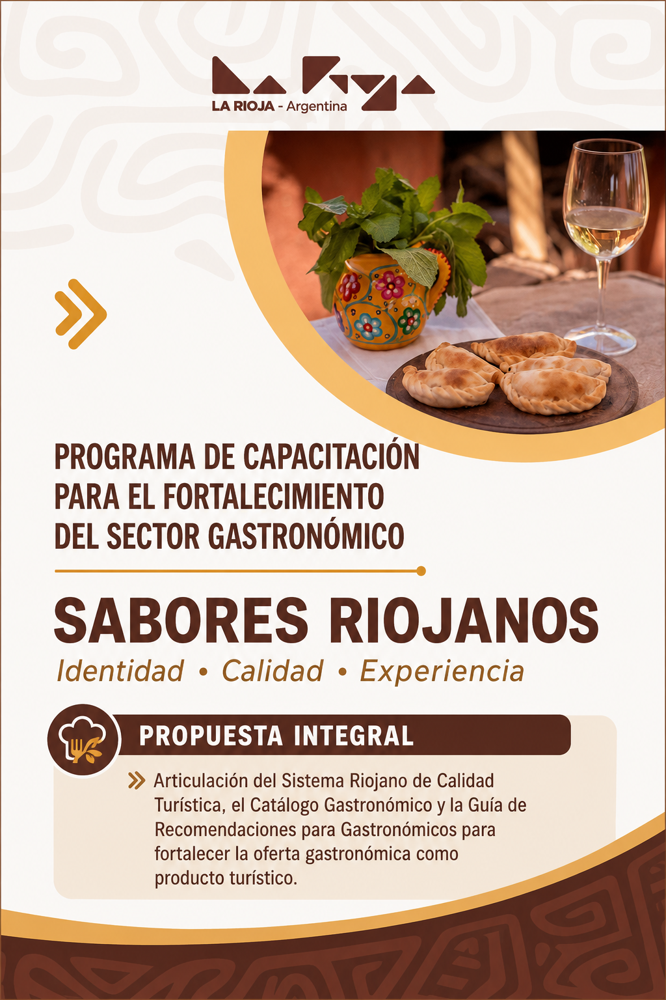 LA RIOJA - Argentina
PROGRAMA DE CAPACITACIÓN
PARA EL FORTALECIMIENTO
DEL SECTOR GASTRONÓMICO
SABORES RIOJANOS
Identidad • Calidad • Experiencia
PROPUESTA INTEGRAL
Articulación del Sistema Riojano de Calidad
Turística, el Catálogo Gastronómico y la Guía de
Recomendaciones para Gastronómicos para
fortalecer la oferta gastronómica como
producto turístico.